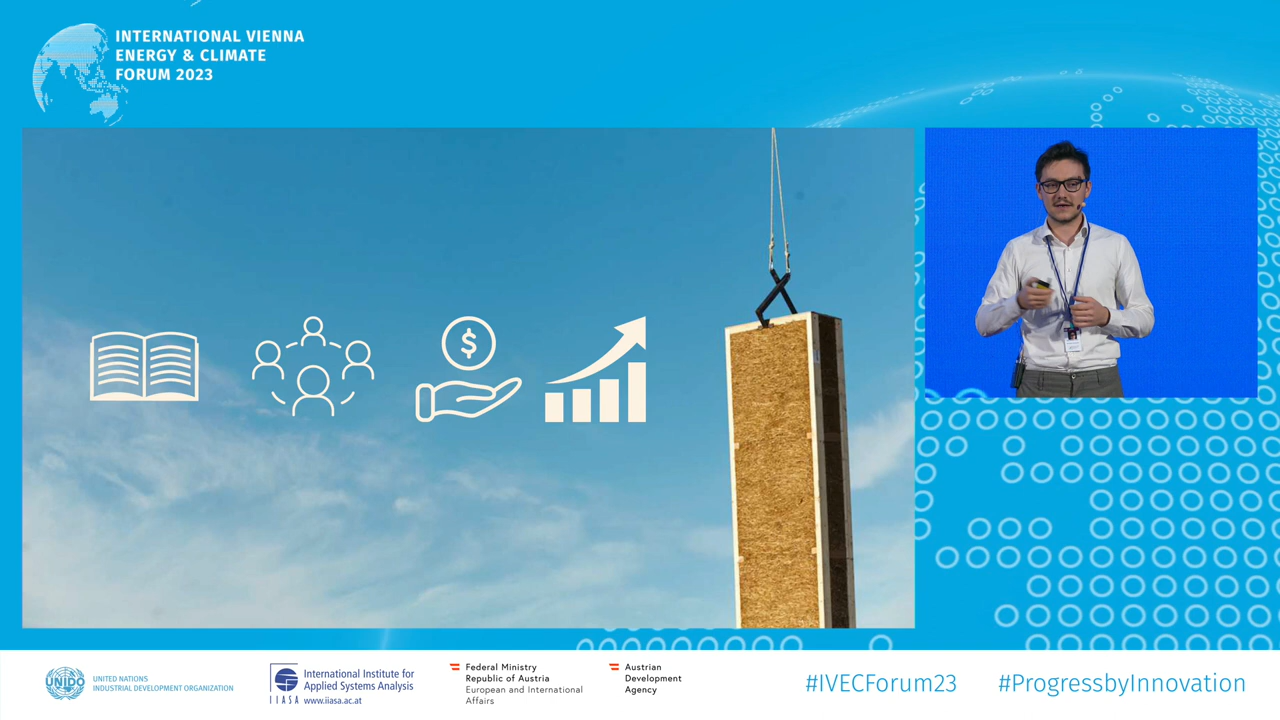 INTERNATIONAL VIENNA
ENERGY & CLIMATE
FORUM 2023
$
UNIDO
UNITED NATIONS
INDUSTRIAL DEVELOPMENT ORGANIZATION
IIASA
International Institute for
Applied Systems Analysis
www.iiasa.ac.at
Federal Ministry
Republic of Austria
European and International
Affairs
Austrian
Development
Agency
#IVECForum23
#ProgressbyInnovation